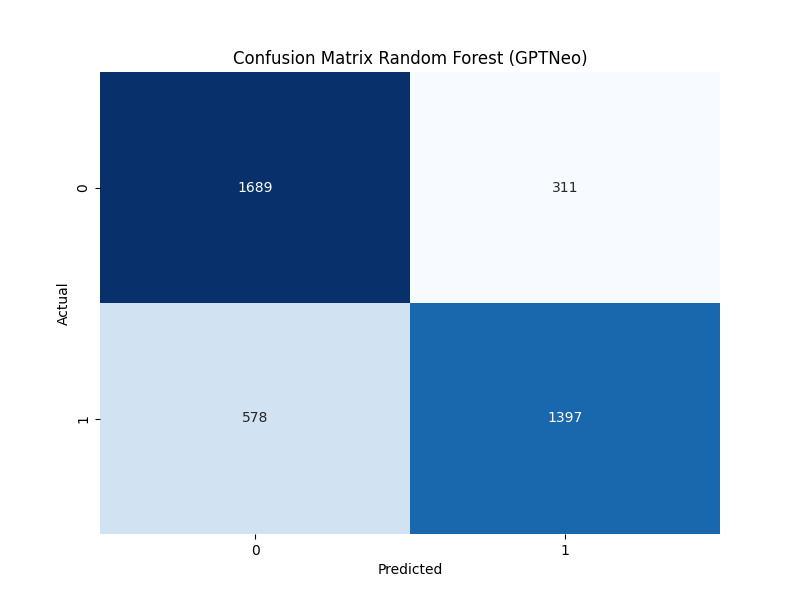 Confusion Matrix Random Forest (GPTNeo)
1689 311
0
Actual
578 1397
1
0 1
Predicted